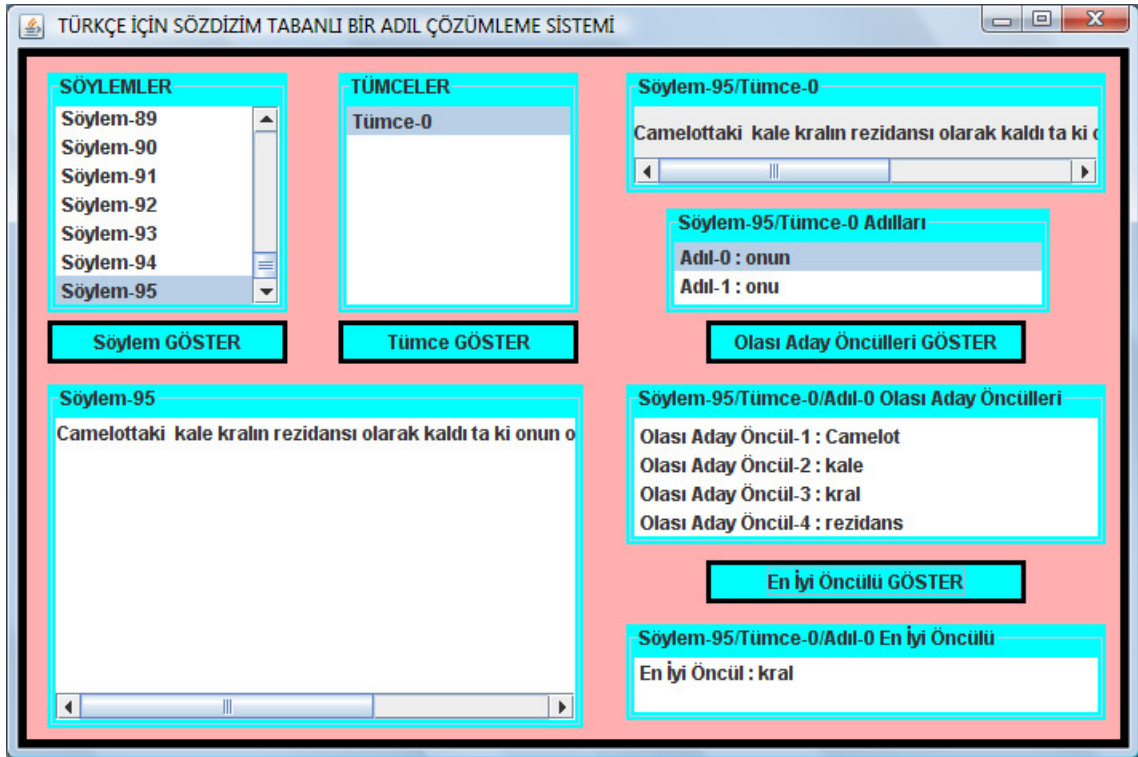 TÜRKÇE İÇİN SÖZDİZİM TABANLI BİR ADIL ÇÖZÜMLEME SİSTEMİ
SÖYLEMLER
Söylem-89
Söylem-90
Söylem-91
Söylem-92
Söylem-93
Söylem-94
Söylem-95
Söylem GÖSTER
TÜMCELER
Tümce-0
Tümce GÖSTER
Söylem-95/Tümce-0
Camelottaki kale kralın rezidansı olarak kaldı ta ki
Söylem-95/Tümce-0 Adılları
Adıl-0 : onun
Adıl-1 : onu
Olası Aday Öncülleri GÖSTER
Söylem-95
Camelottaki kale kralın rezidansı olarak kaldı ta ki onun o
Söylem-95/Tümce-0/Adıl-0 Olası Aday Öncülleri
Olası Aday Öncül-1 : Camelot
Olası Aday Öncül-2 : kale
Olası Aday Öncül-3 : kral
Olası Aday Öncül-4 : rezidans
En İyi Öncülü GÖSTER
Söylem-95/Tümce-0/Adıl-0 En İyi Öncülü
En İyi Öncül : kral